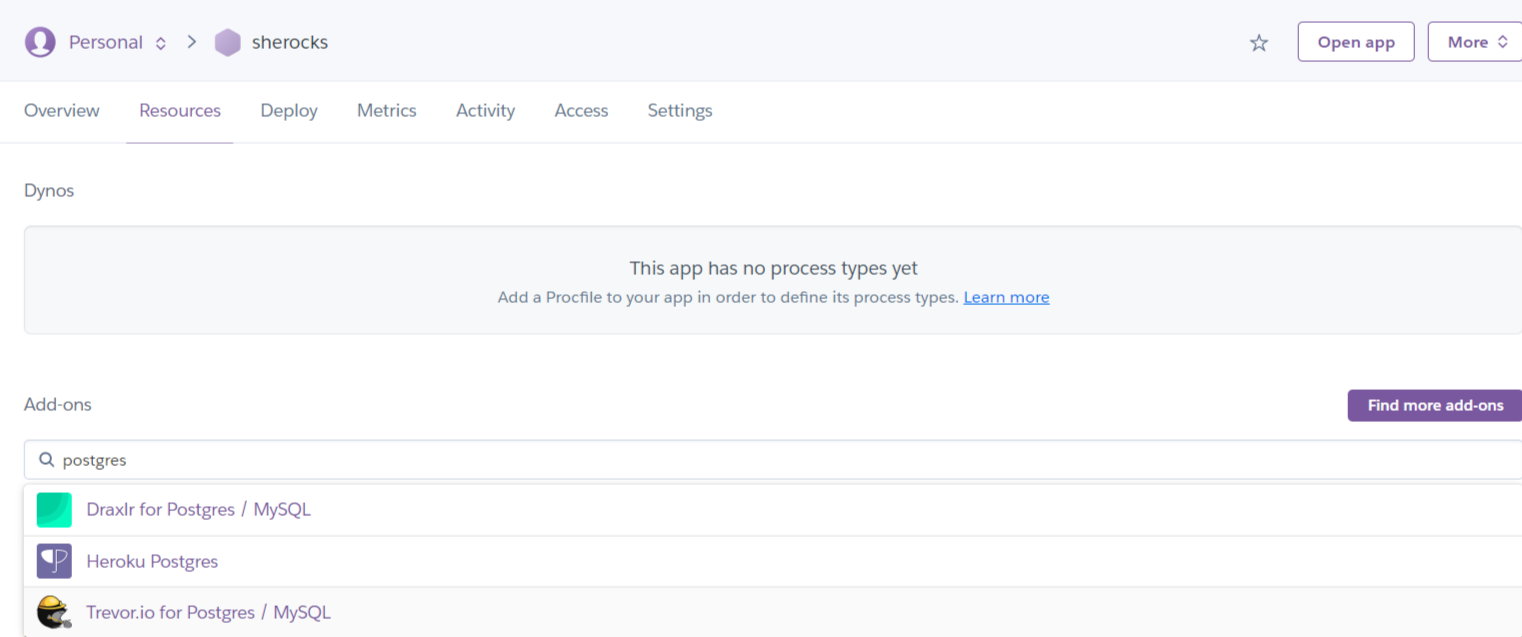 Personal sherocks Open app More
Overview Resources Deploy Metrics Activity Access Settings
Dynos
This app has no process types yet
Add a Procfile to your app in order to define its process types. Learn more
Add-ons Find more add-ons
postgres
Draxlr for Postgres / MySQL
Heroku Postgres
Trevor.io for Postgres / MySQL